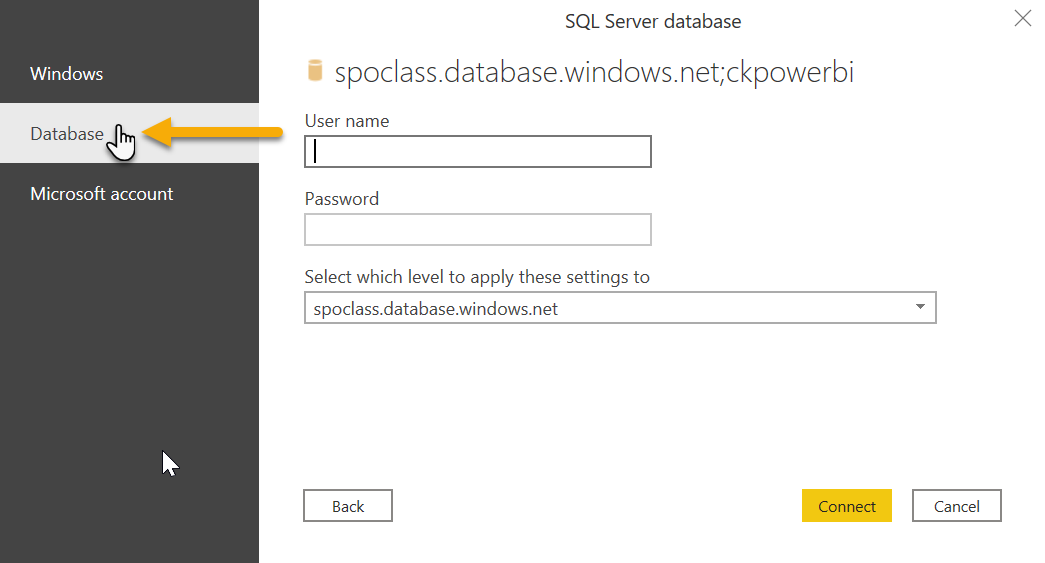 SQL Server database
Windows
Database
Microsoft account
spoclass.database.windows.net;ckpowerbi
User name
Password
Select which level to apply these settings to
spoclass.database.windows.net
Back
Connect
Cancel